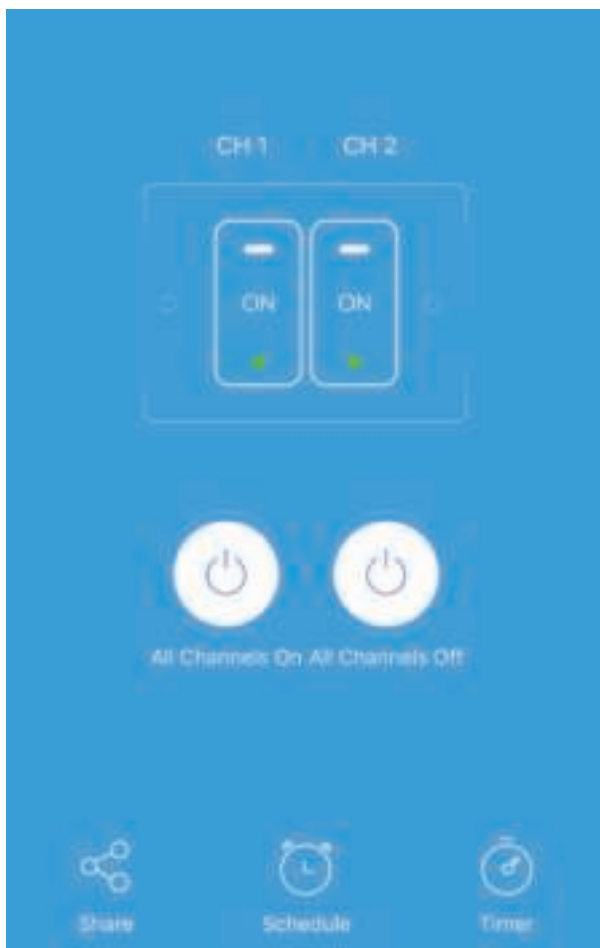 CH 1 CH 2
ON ON
All Channels On All Channels Off
Share Schedule Timer